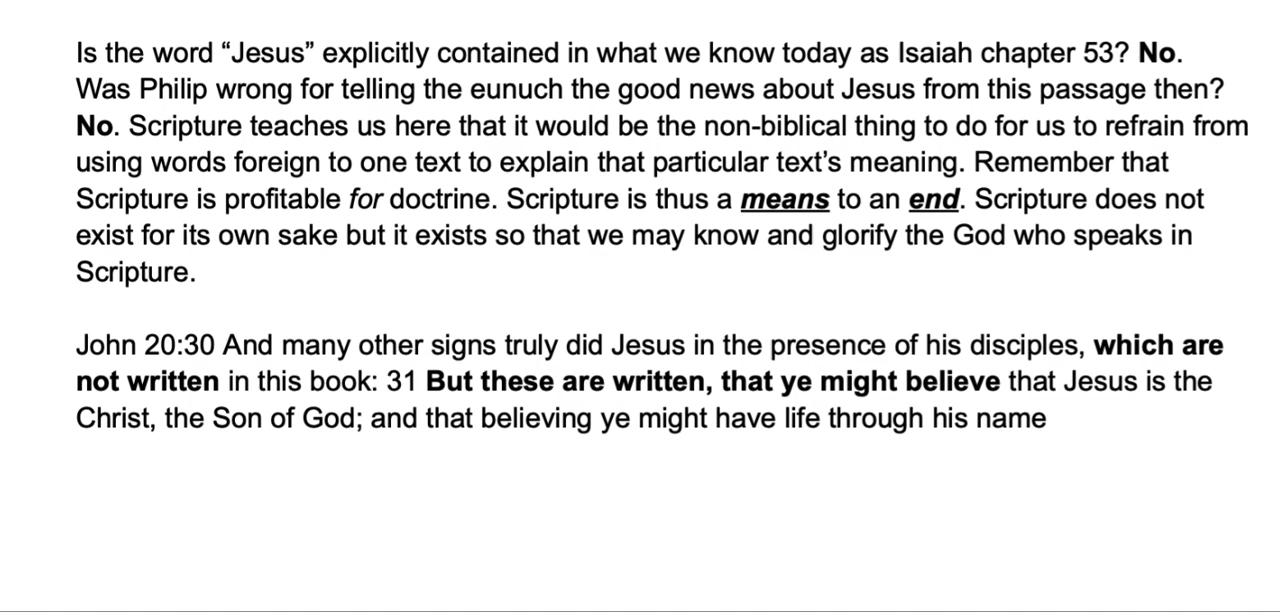 Is the word “Jesus” explicitly contained in what we know today as Isaiah chapter 53? No.
Was Philip wrong for telling the eunuch the good news about Jesus from this passage then?
No. Scripture teaches us here that it would be the non-biblical thing to do for us to refrain from
using words foreign to one text to explain that particular text’s meaning. Remember that
Scripture is profitable for doctrine. Scripture is thus a means to an end. Scripture does not
exist for its own sake but it exists so that we may know and glorify the God who speaks in
Scripture.
John 20:30 And many other signs truly did Jesus in the presence of his disciples, which are
not written in this book: 31 But these are written, that ye might believe that Jesus is the
Christ, the Son of God; and that believing ye might have life through his name